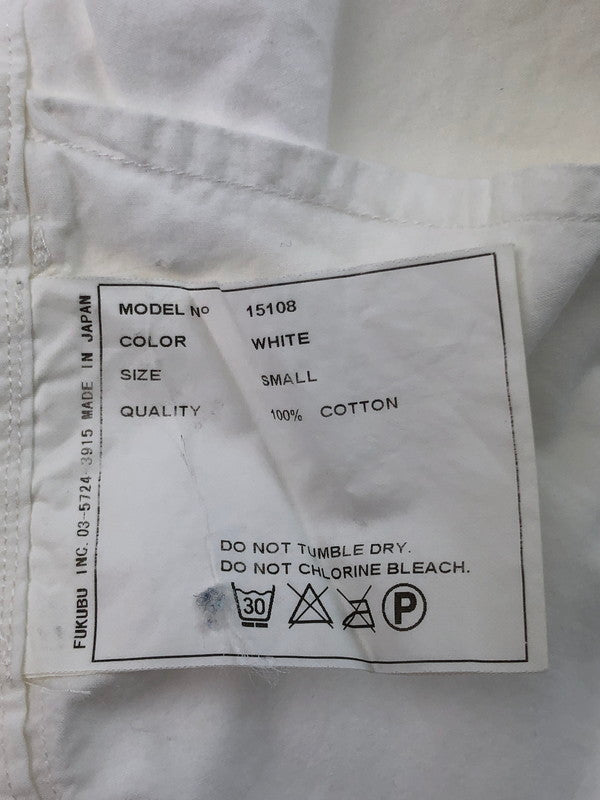 MODEL No 15108
COLOR WHITE
SIZE SMALL
QUALITY 100% COTTON
DO NOT TUMBLE DRY.
DO NOT CHLORINE BLEACH.
30 P
FUKUBU INC. 03-5724-3915 MADE IN JAPAN